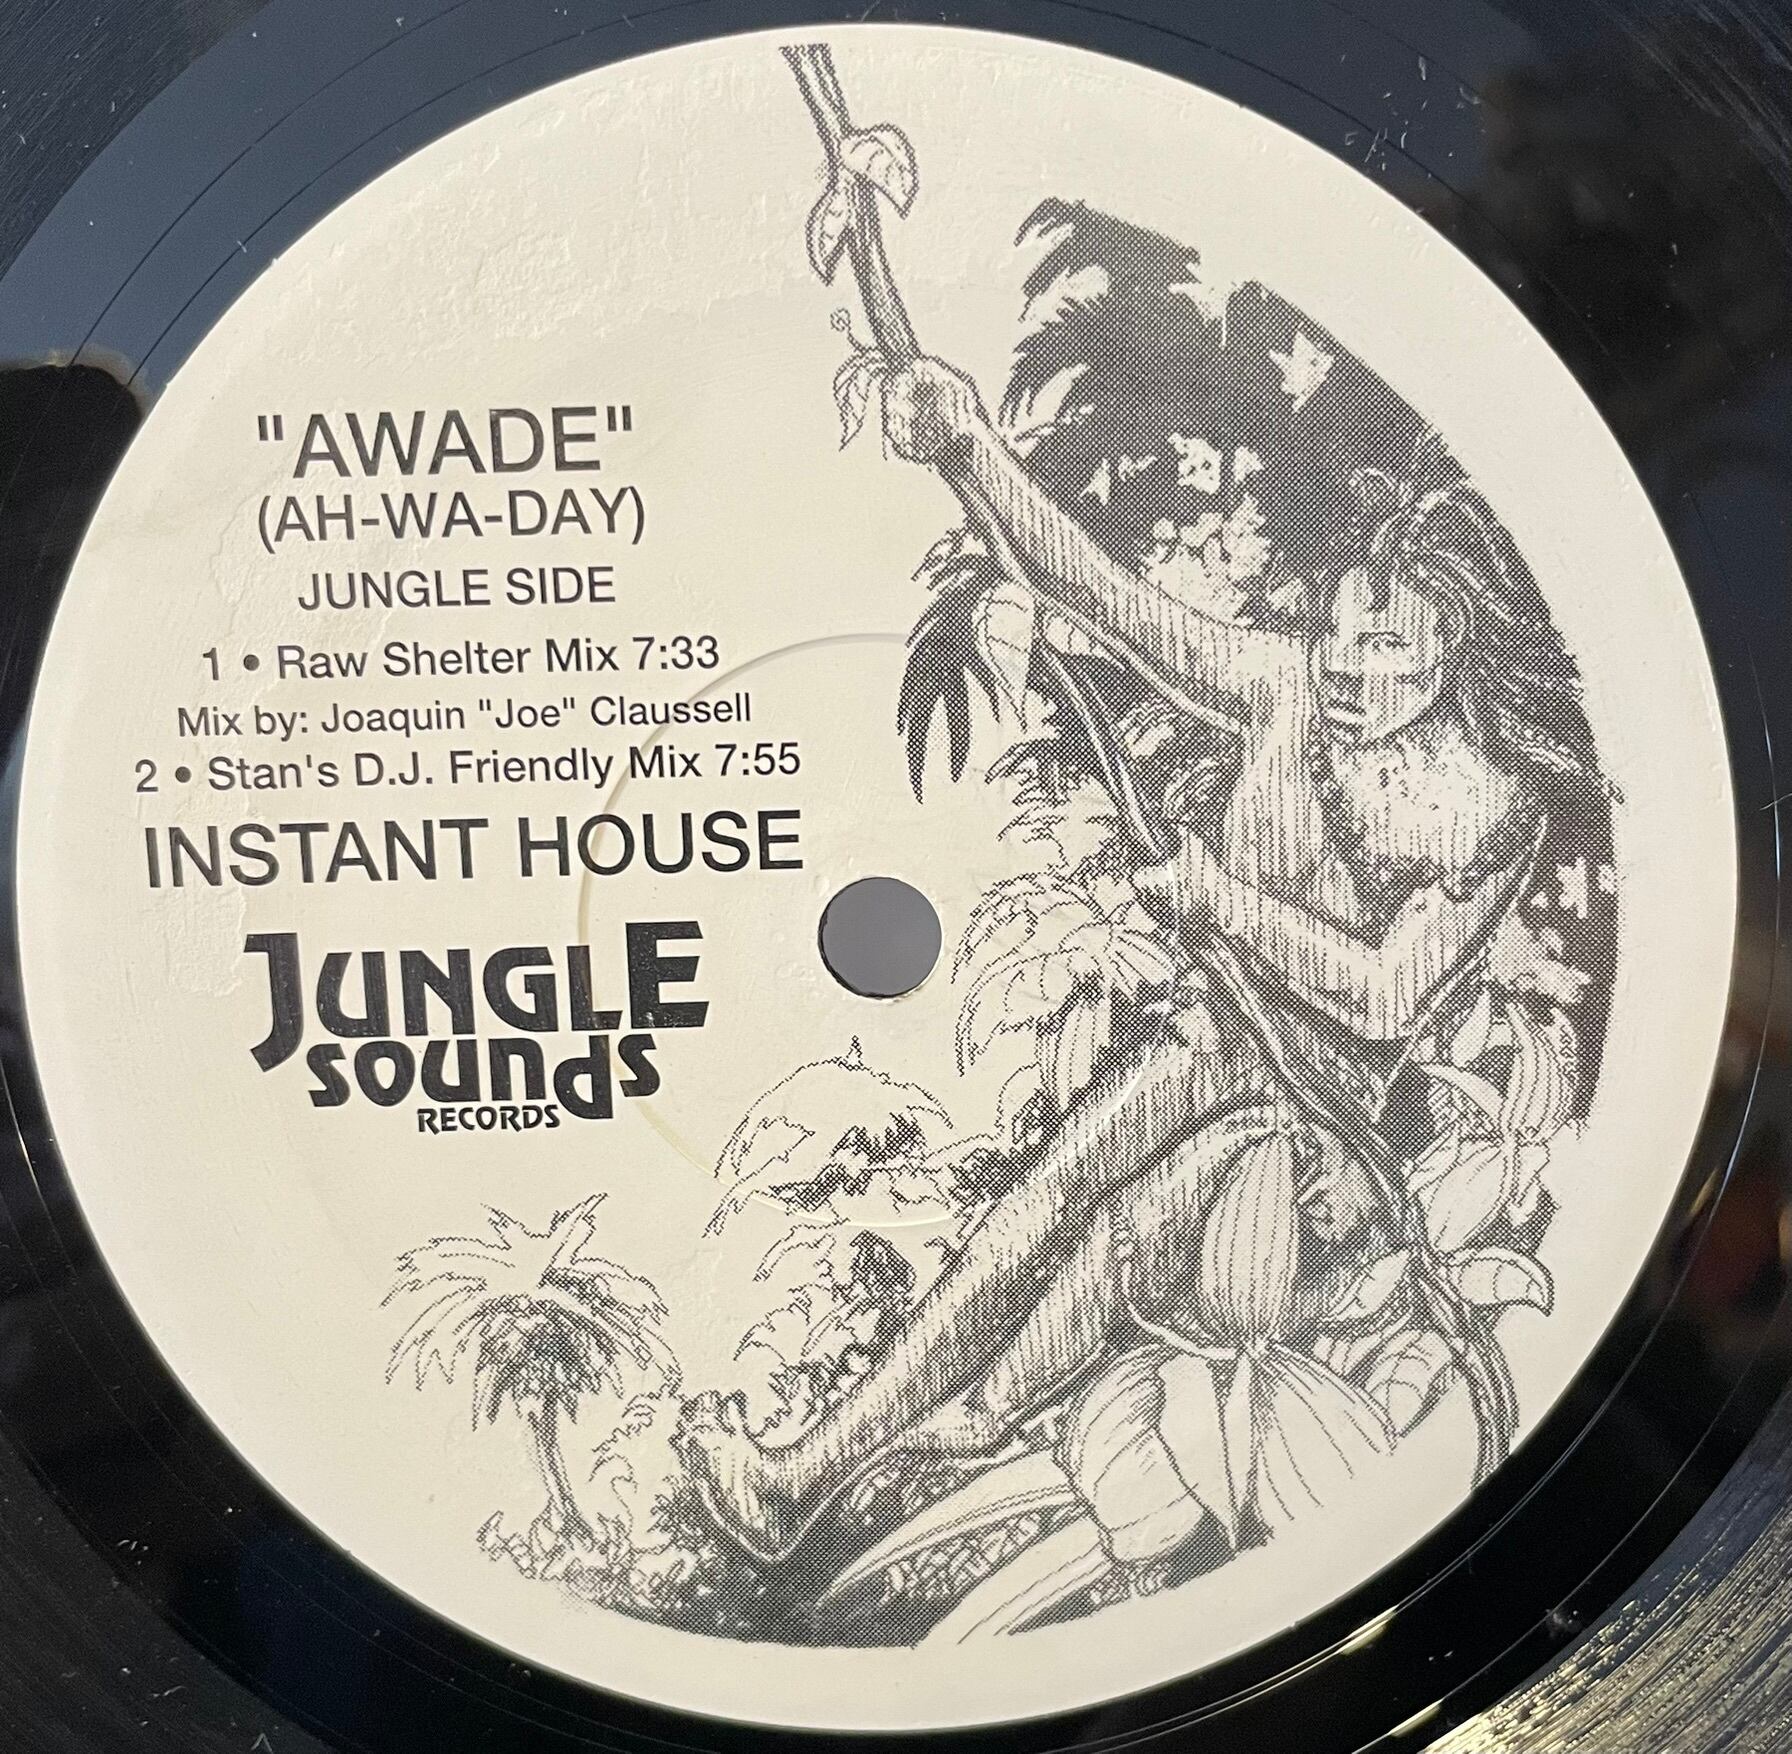 "AWADE"
(AH-WA-DAY)
JUNGLE SIDE
1 • Raw Shelter Mix 7:33
Mix by: Joaquin "Joe" Claussell
2 • Stan's D.J. Friendly Mix 7:55
INSTANT HOUSE
JUNGLE
sounds
RECORDS